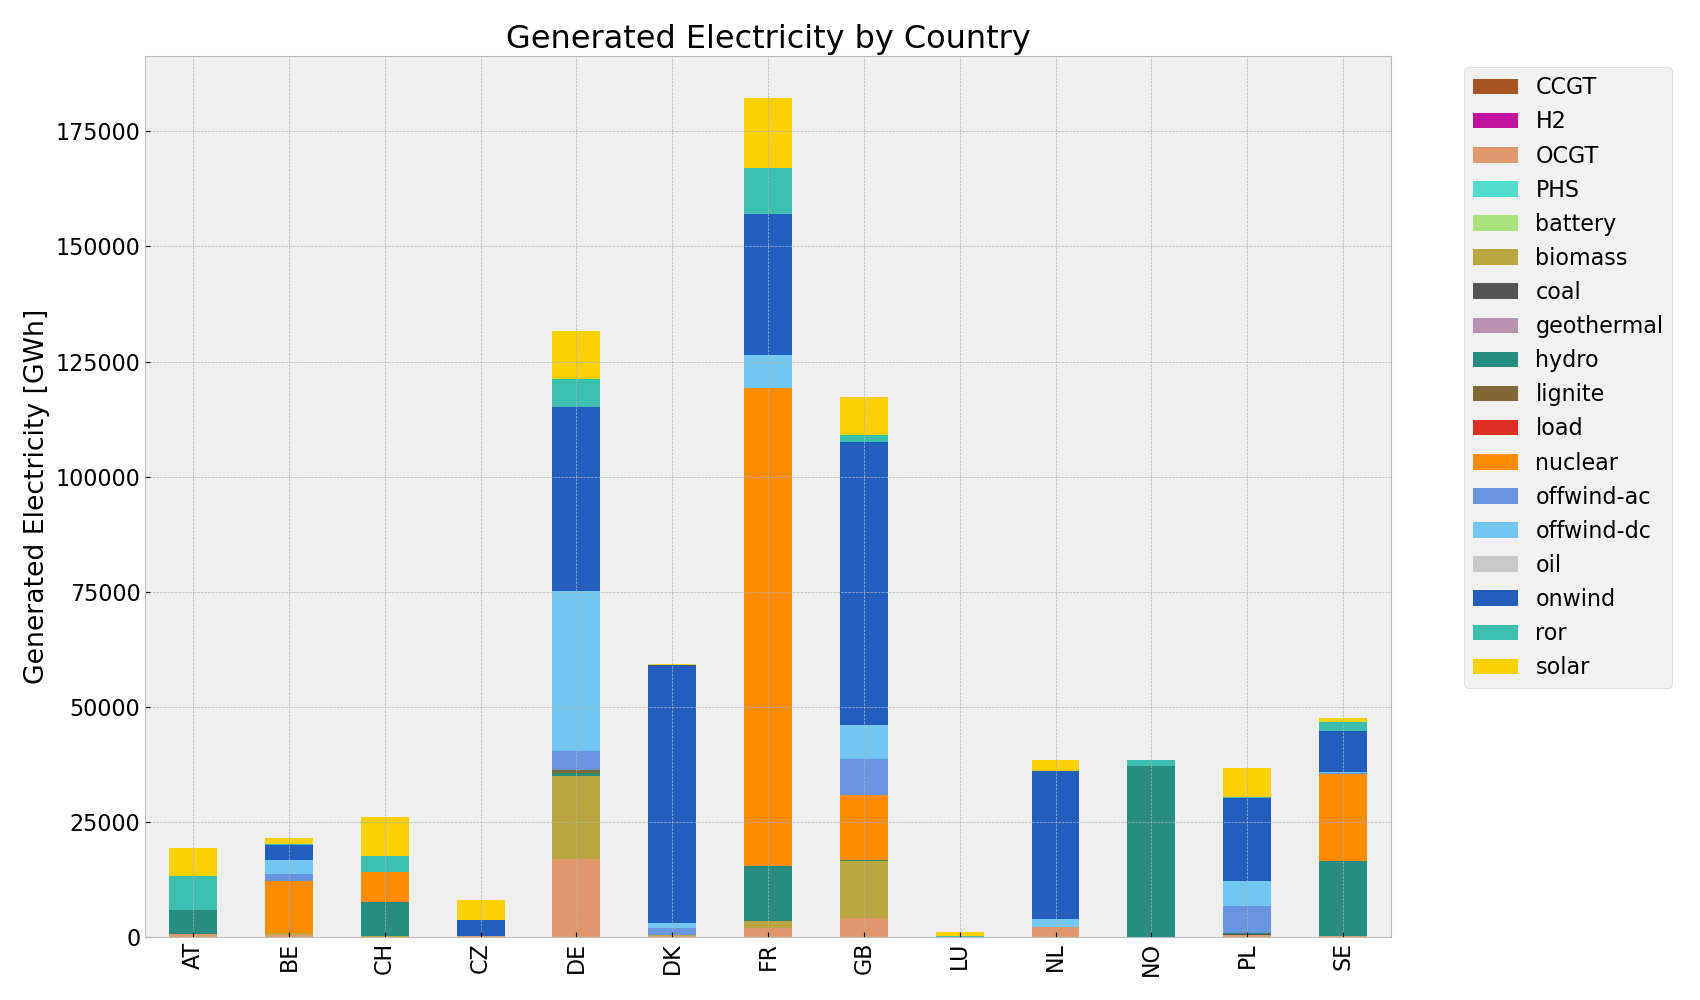 Generated Electricity by Country
Generated Electricity [GWh]
175000
150000
125000
100000
75000
50000
25000
0
AT
BE
CH
CZ
DE
DK
FR
GB
LU
NL
NO
PL
SE
CCGT
H2
OCGT
PHS
battery
biomass
coal
geothermal
hydro
lignite
load
nuclear
offwind-ac
offwind-dc
oil
onwind
ror
solar